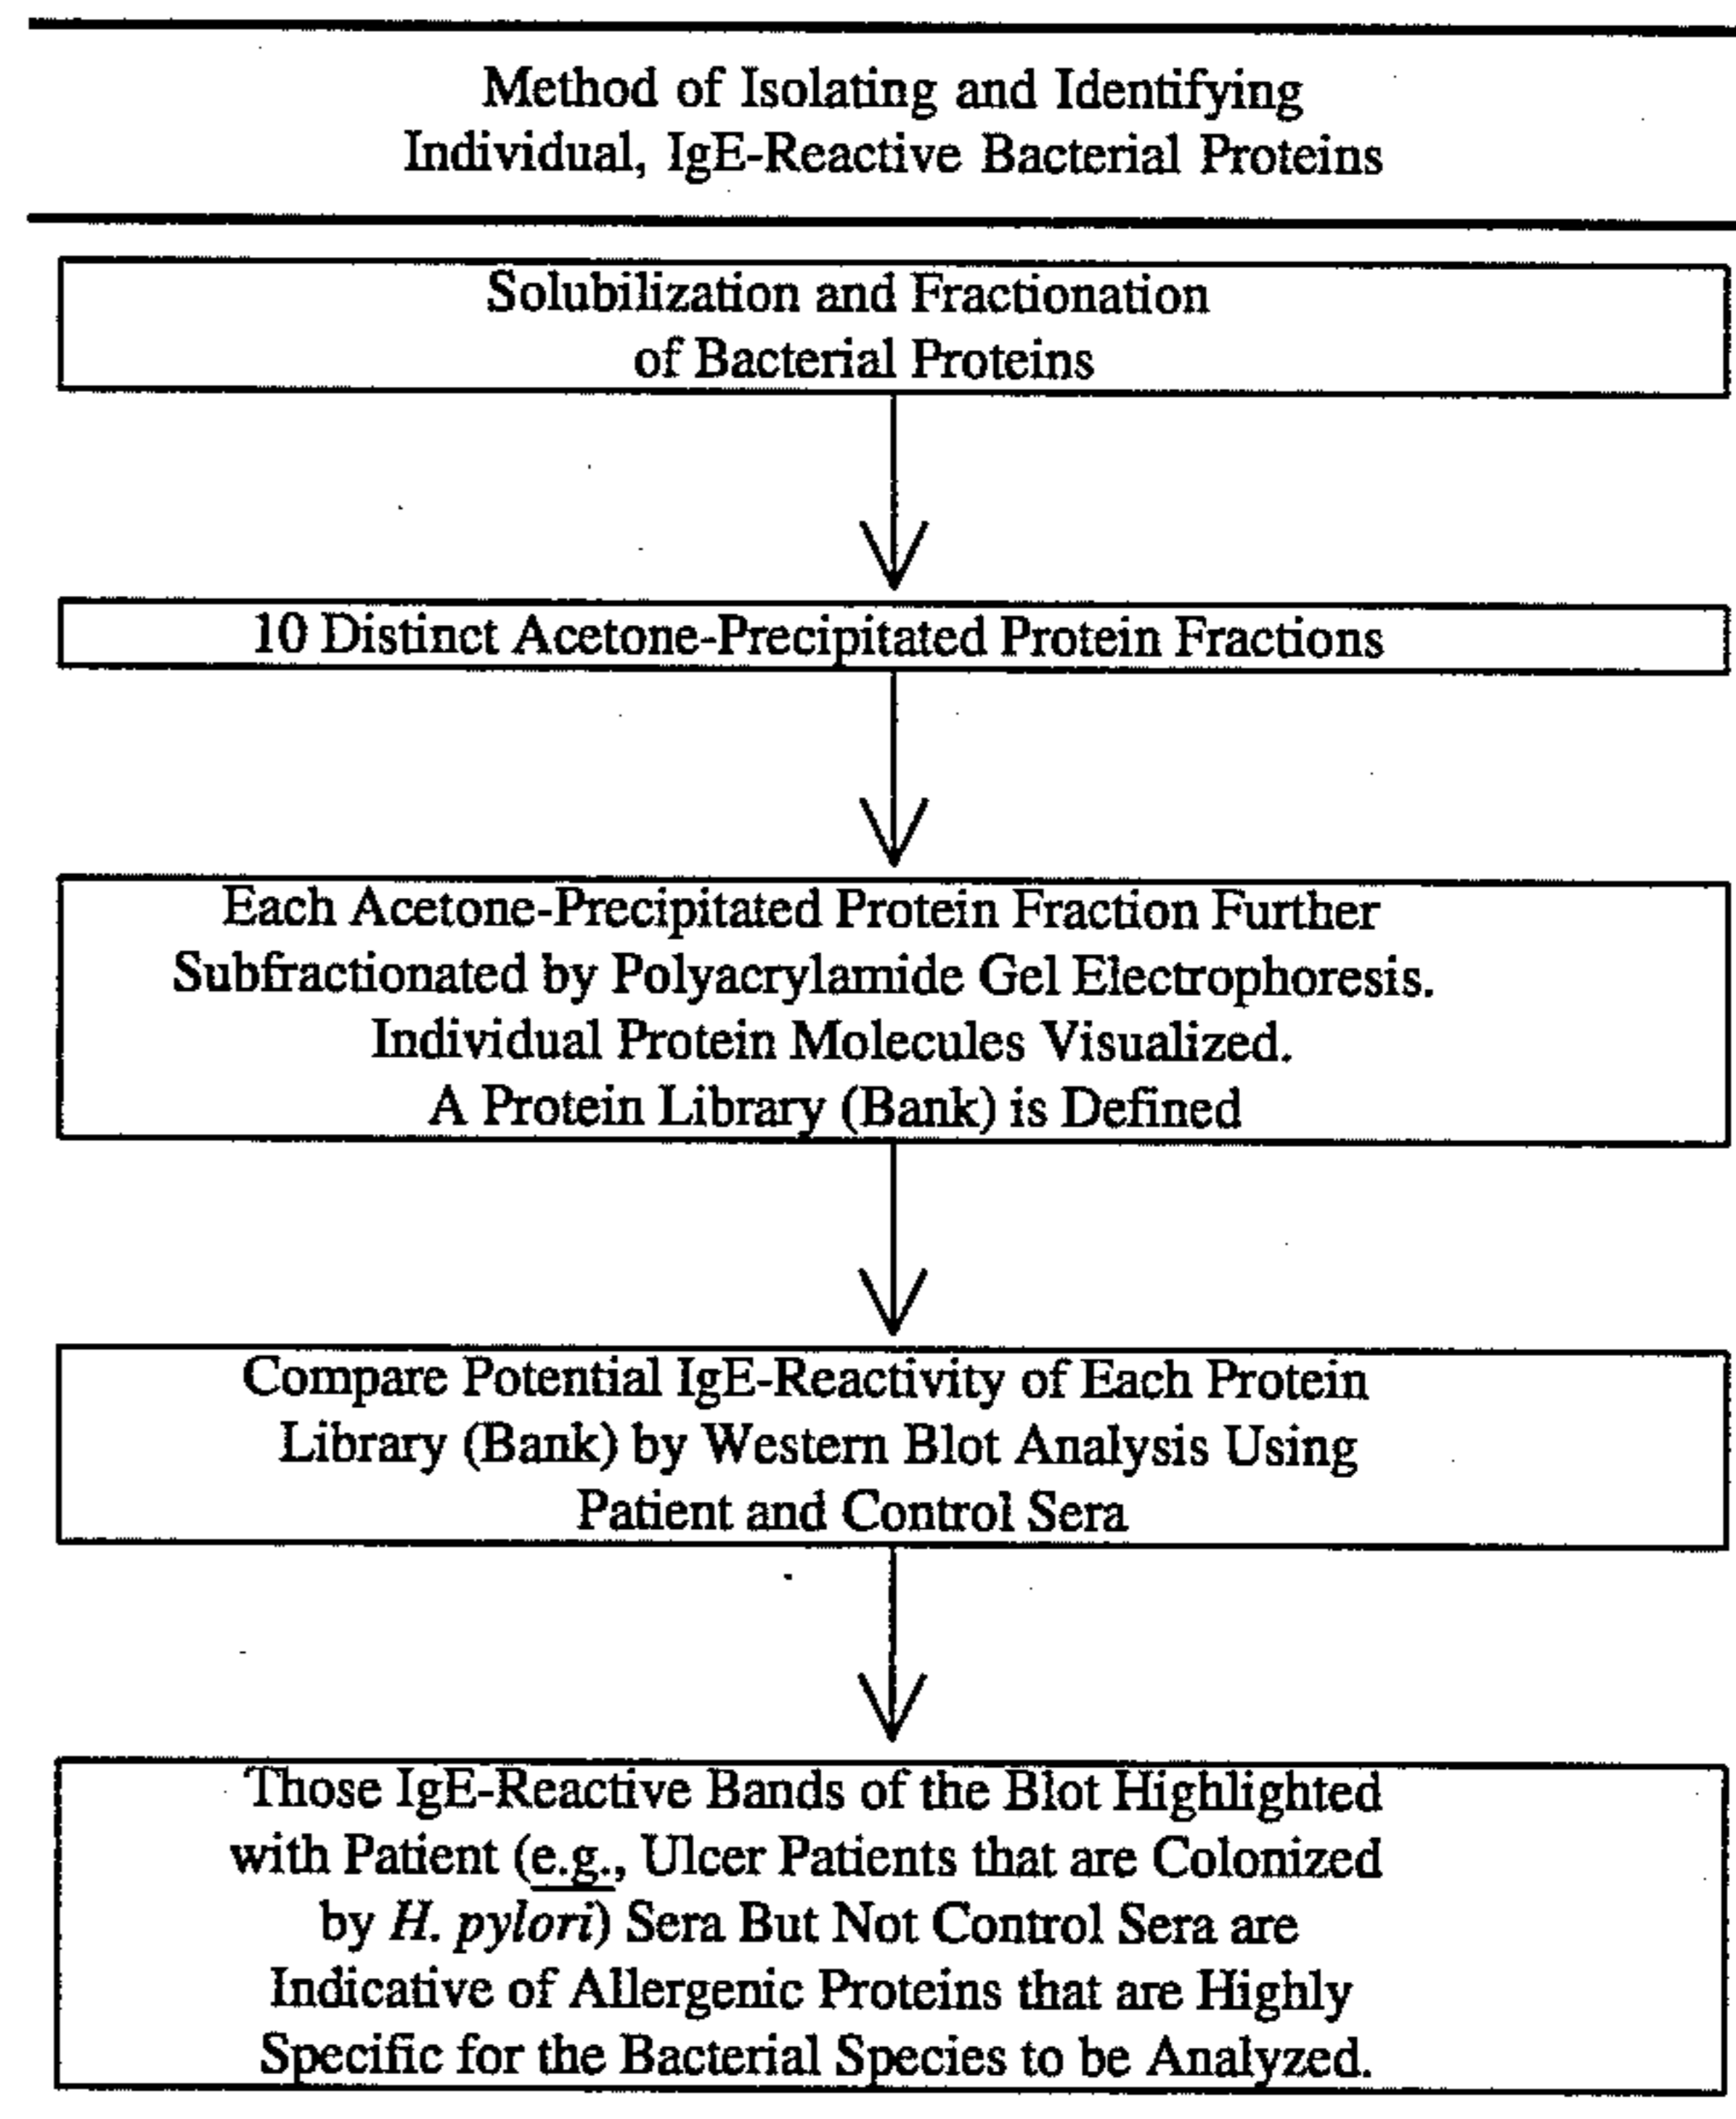 Method of Isolating and Identifying
Individual, IgE-Reactive Bacterial Proteins
Solubilization and Fractionation
of Bacterial Proteins
10 Distinct Acetone-Precipitated Protein Fractions
Each Acetone-Precipitated Protein Fraction Further
Subfractionated by Polyacrylamide Gel Electrophoresis.
Individual Protein Molecules Visualized.
A Protein Library (Bank) is Defined
Compare Potential IgE-Reactivity of Each Protein
Library (Bank) by Western Blot Analysis Using
Patient and Control Sera
Those IgE-Reactive Bands of the Blot Highlighted
with Patient (e.g., Ulcer Patients that are Colonized
by H. pylori) Sera But Not Control Sera are
Indicative of Allergenic Proteins that are Highly
Specific for the Bacterial Species to be Analyzed.